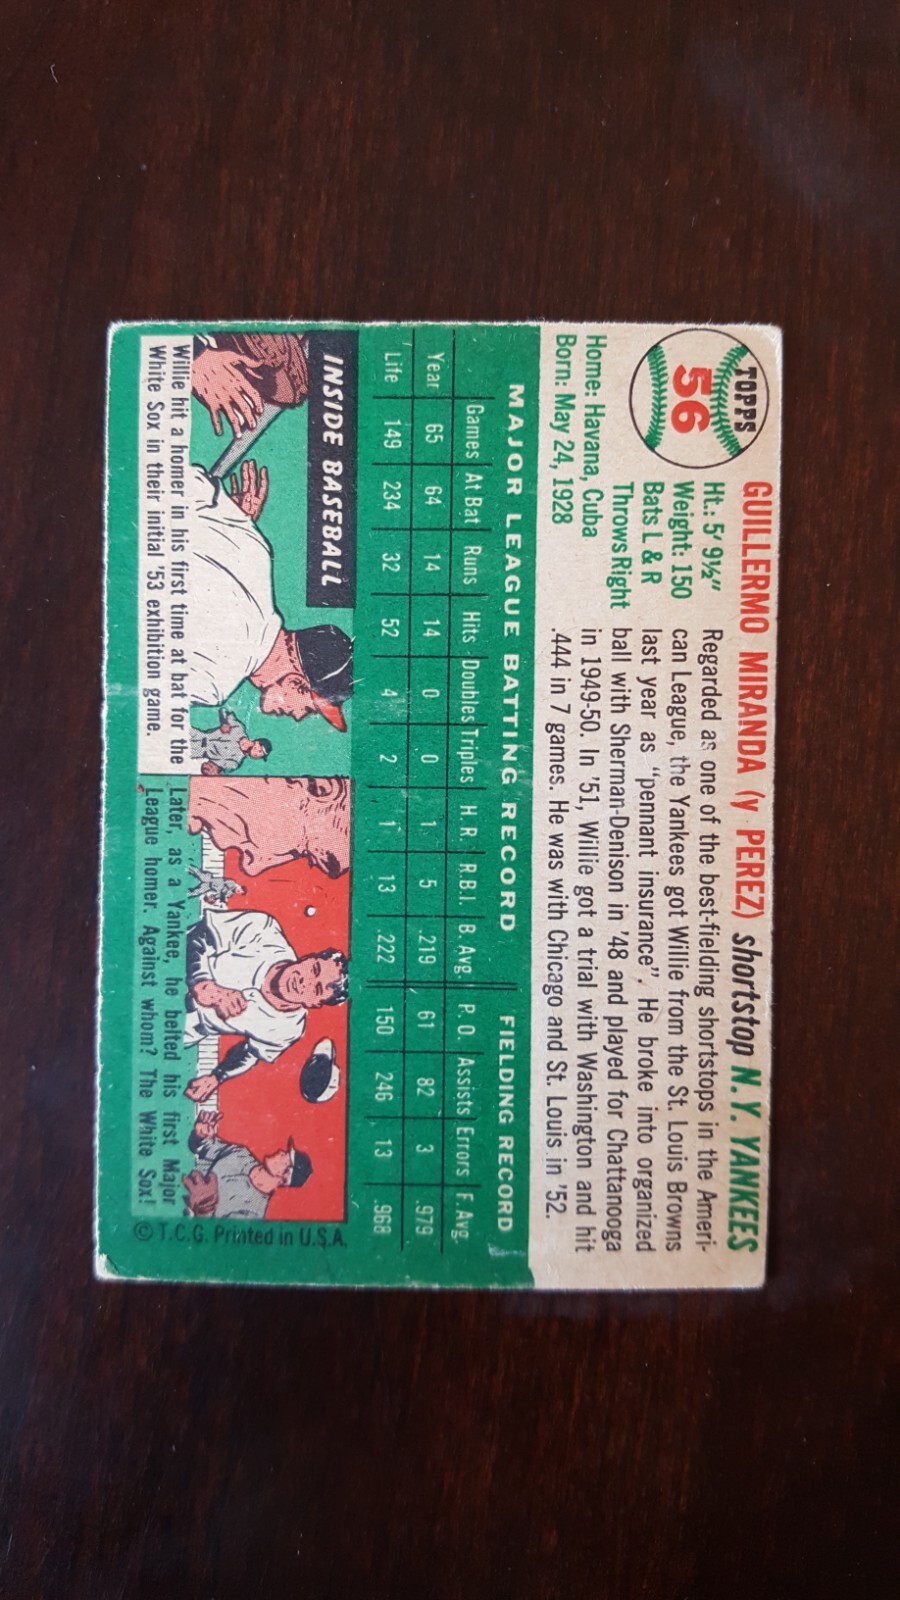 TOPPS
56
GUILLERMO MIRANDA (y PEREZ) shortstop N. Y. YANKEES
Ht.: 5' 9½"
Weight: 150
Bats L & R
Throws Right
Home: Havana, Cuba
Born: May 24, 1928
Regarded as one of the best-fielding shortstops in the Ameri-
can League, the Yankees got Willie from the St. Louis Browns
last year as "pennant insurance". He broke into organized
ball with Sherman-Denison in '48 and played for Chattanooga
in 1949-50. In '51, Willie got a trial with Washington and hit
.444 in 7 games. He was with Chicago and St. Louis in '52.
MAJOR LEAGUE BATTING RECORD FIELDING RECORD
Games At Bat Runs Hits Doubles Triples H. R. R.B.I. B. Avg. P. O. Assists Errors F. Avg.
Year 65 64 14 14 0 0 1 5 .219 61 82 3 .979
Life 149 234 32 52 4 2 1 13 .222 150 246 13 .968
INSIDE BASEBALL
Willie hit a homer in his first time at bat for the
White Sox in their initial '53 exhibition game.
Later, as a Yankee, he belted his first Major
League homer. Against whom? The White Sox!
© T.C.G. Printed in U.S.A.